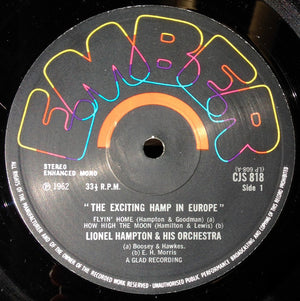 EMBER
STEREO
ENHANCED MONO
℗1962
33⅓ R.P.M.
CJS 818
(LP 608-A)
Side 1
"THE EXCITING HAMP IN EUROPE"
FLYIN' HOME (Hampton & Goodman) (a)
HOW HIGH THE MOON (Hamilton & Lewis) (b)
LIONEL HAMPTON & HIS ORCHESTRA
(a) Boosey & Hawkes.
(b) E. H. Morris
A GLAD RECORDING
ALL RIGHTS OF THE MANUFACTURER AND OF THE OWNER OF THE RECORDED WORK RESERVED. UNAUTHORISED PUBLIC PERFORMANCE BROADCASTING AND COPYING OF THIS RECORD PROHIBITED